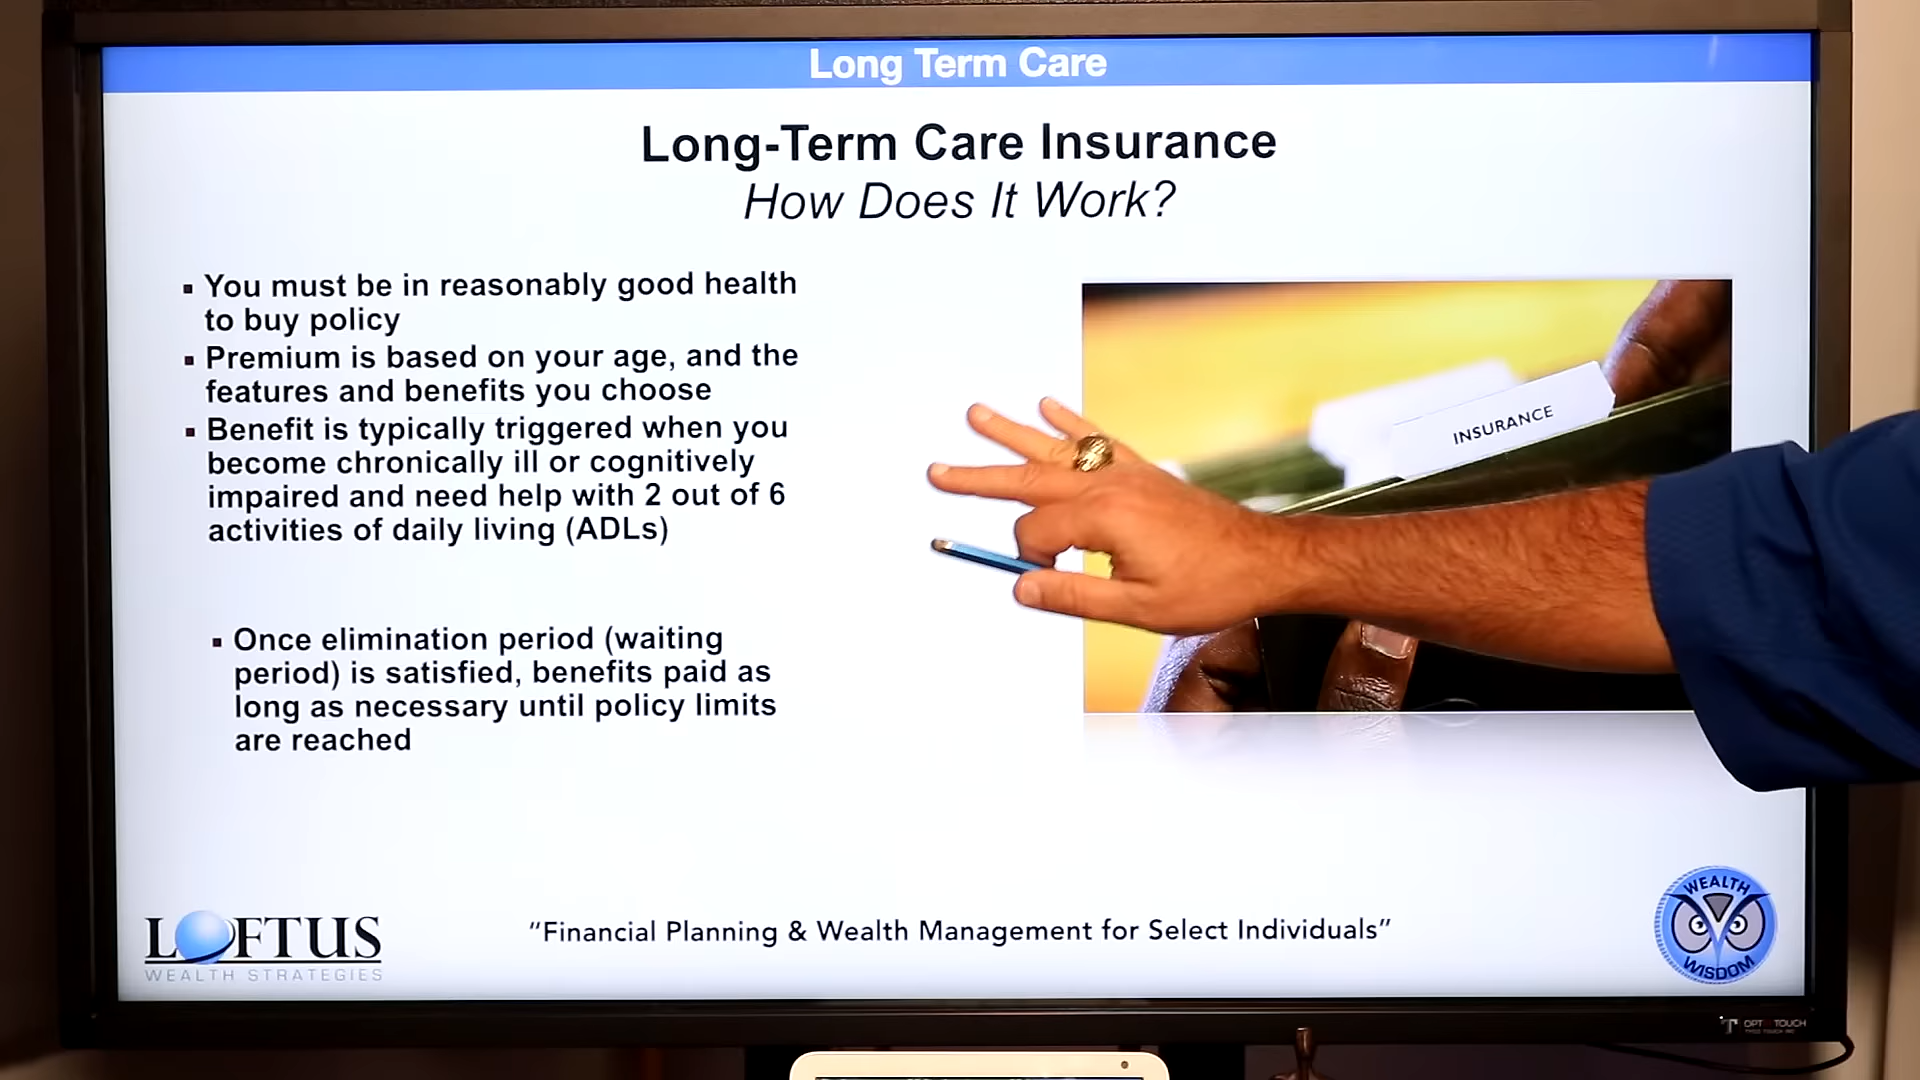 Long Term Care
Long-Term Care Insurance
How Does It Work?
▪ You must be in reasonably good health
to buy policy
▪ Premium is based on your age, and the
features and benefits you choose
▪ Benefit is typically triggered when you
become chronically ill or cognitively
impaired and need help with 2 out of 6
activities of daily living (ADLs)
▪ Once elimination period (waiting
period) is satisfied, benefits paid as
long as necessary until policy limits
are reached
INSURANCE
LOFTUS
WEALTH STRATEGIES
"Financial Planning & Wealth Management for Select Individuals"
WEALTH
WISDOM